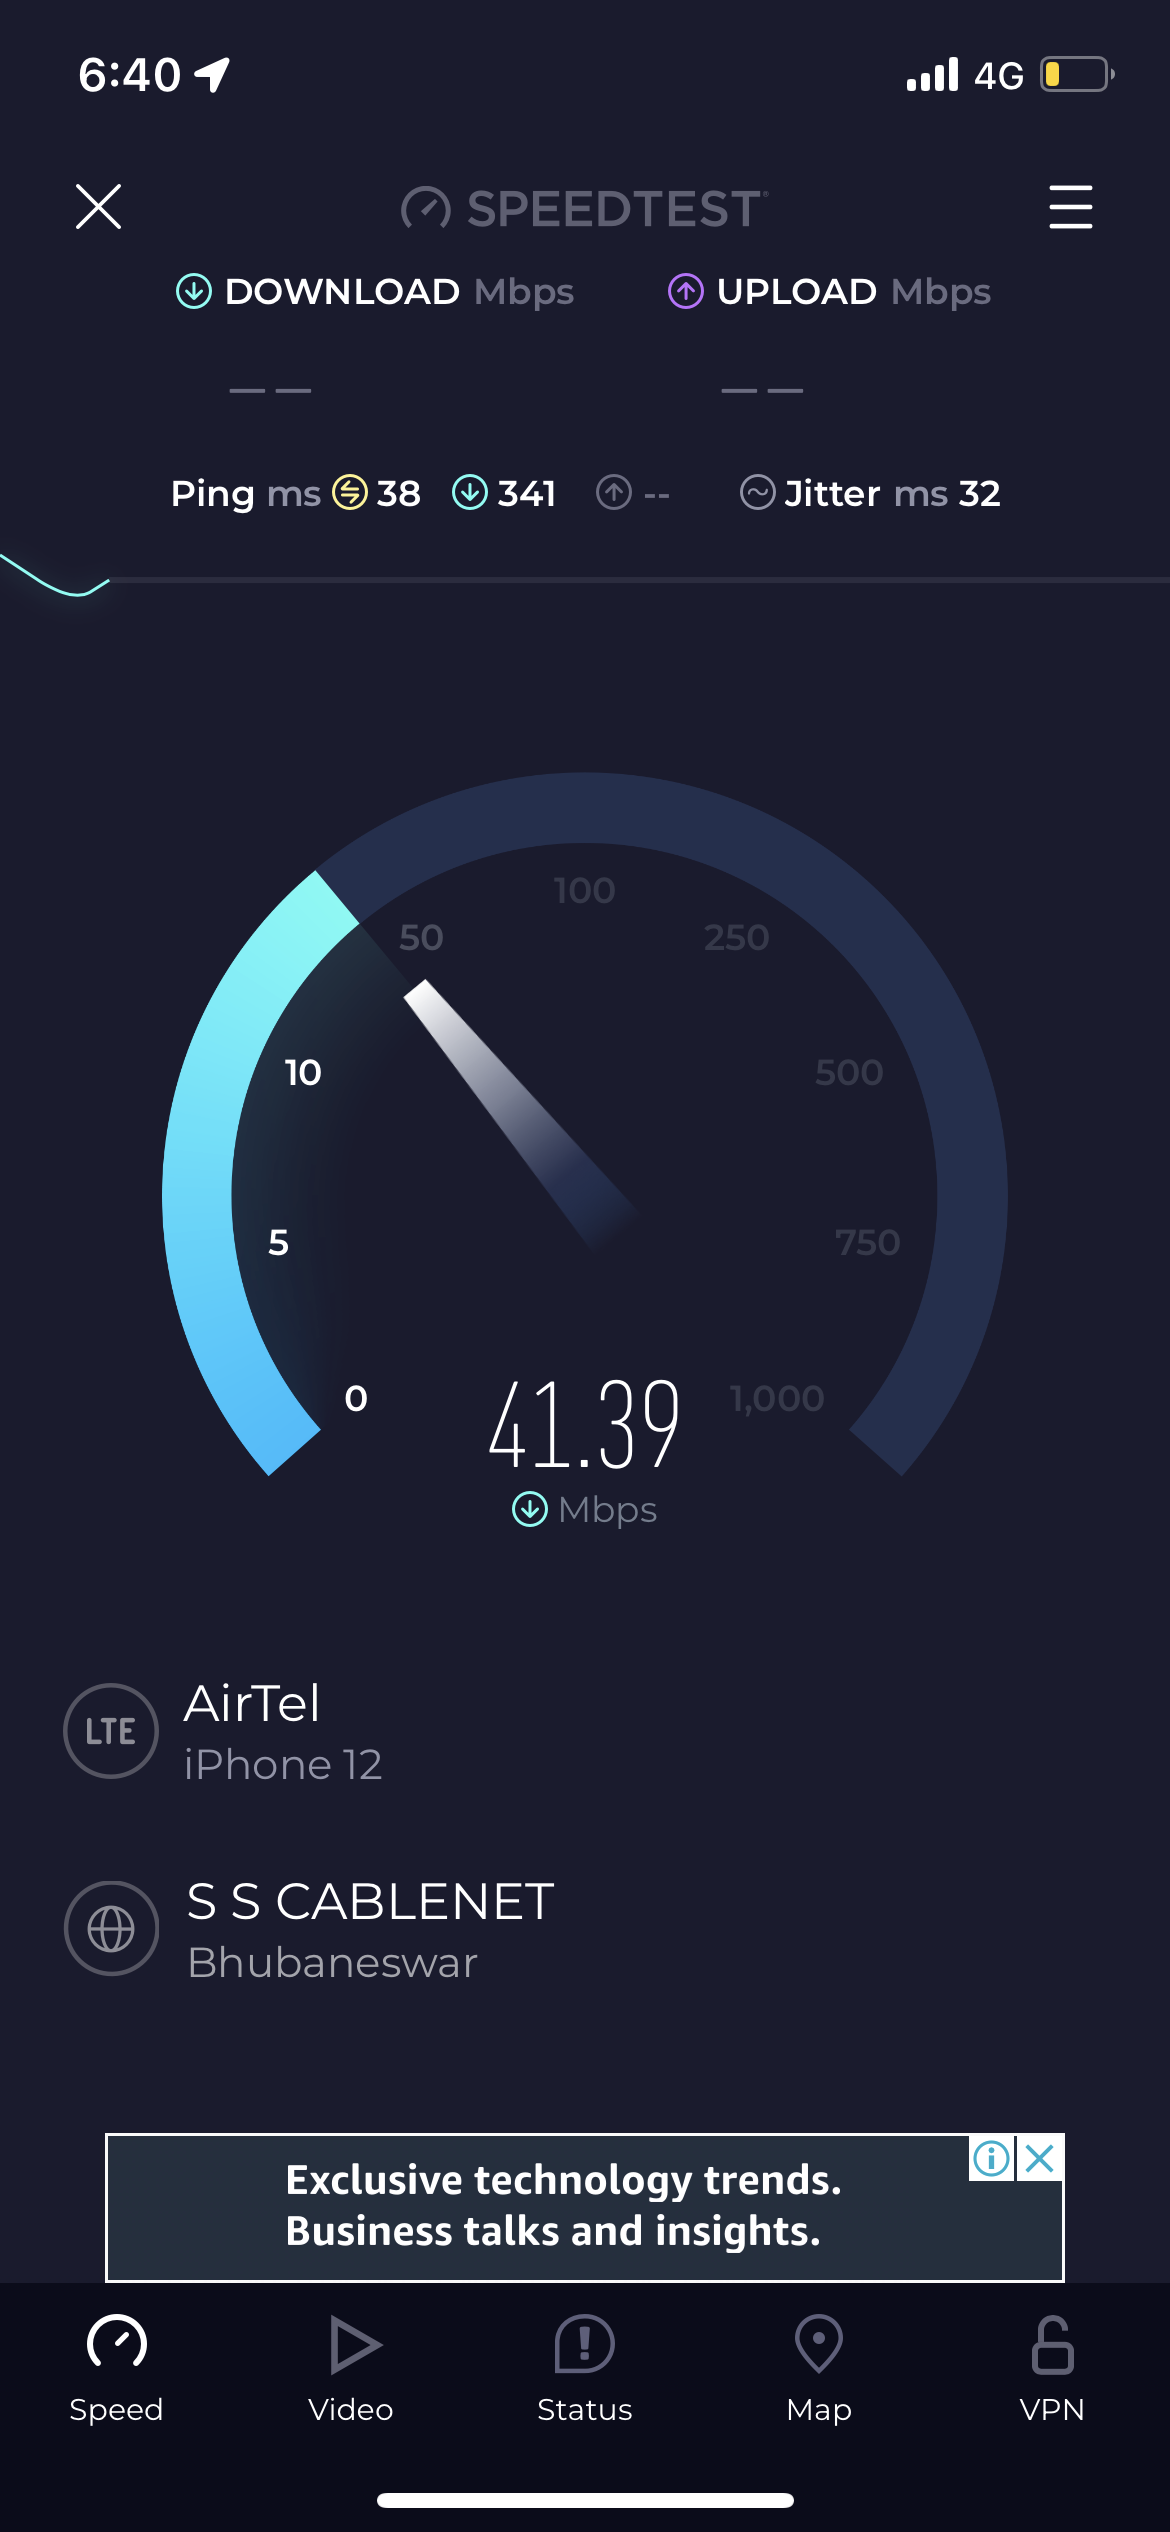 6:40 4G
SPEEDTEST
DOWNLOAD Mbps UPLOAD Mbps
— — — —
Ping ms 38 341 -- Jitter ms 32
100
50 250
10 500
5 750
0 41.39 1,000
Mbps
LTE AirTel
iPhone 12
S S CABLENET
Bhubaneswar
Exclusive technology trends.
Business talks and insights.
Speed Video Status Map VPN